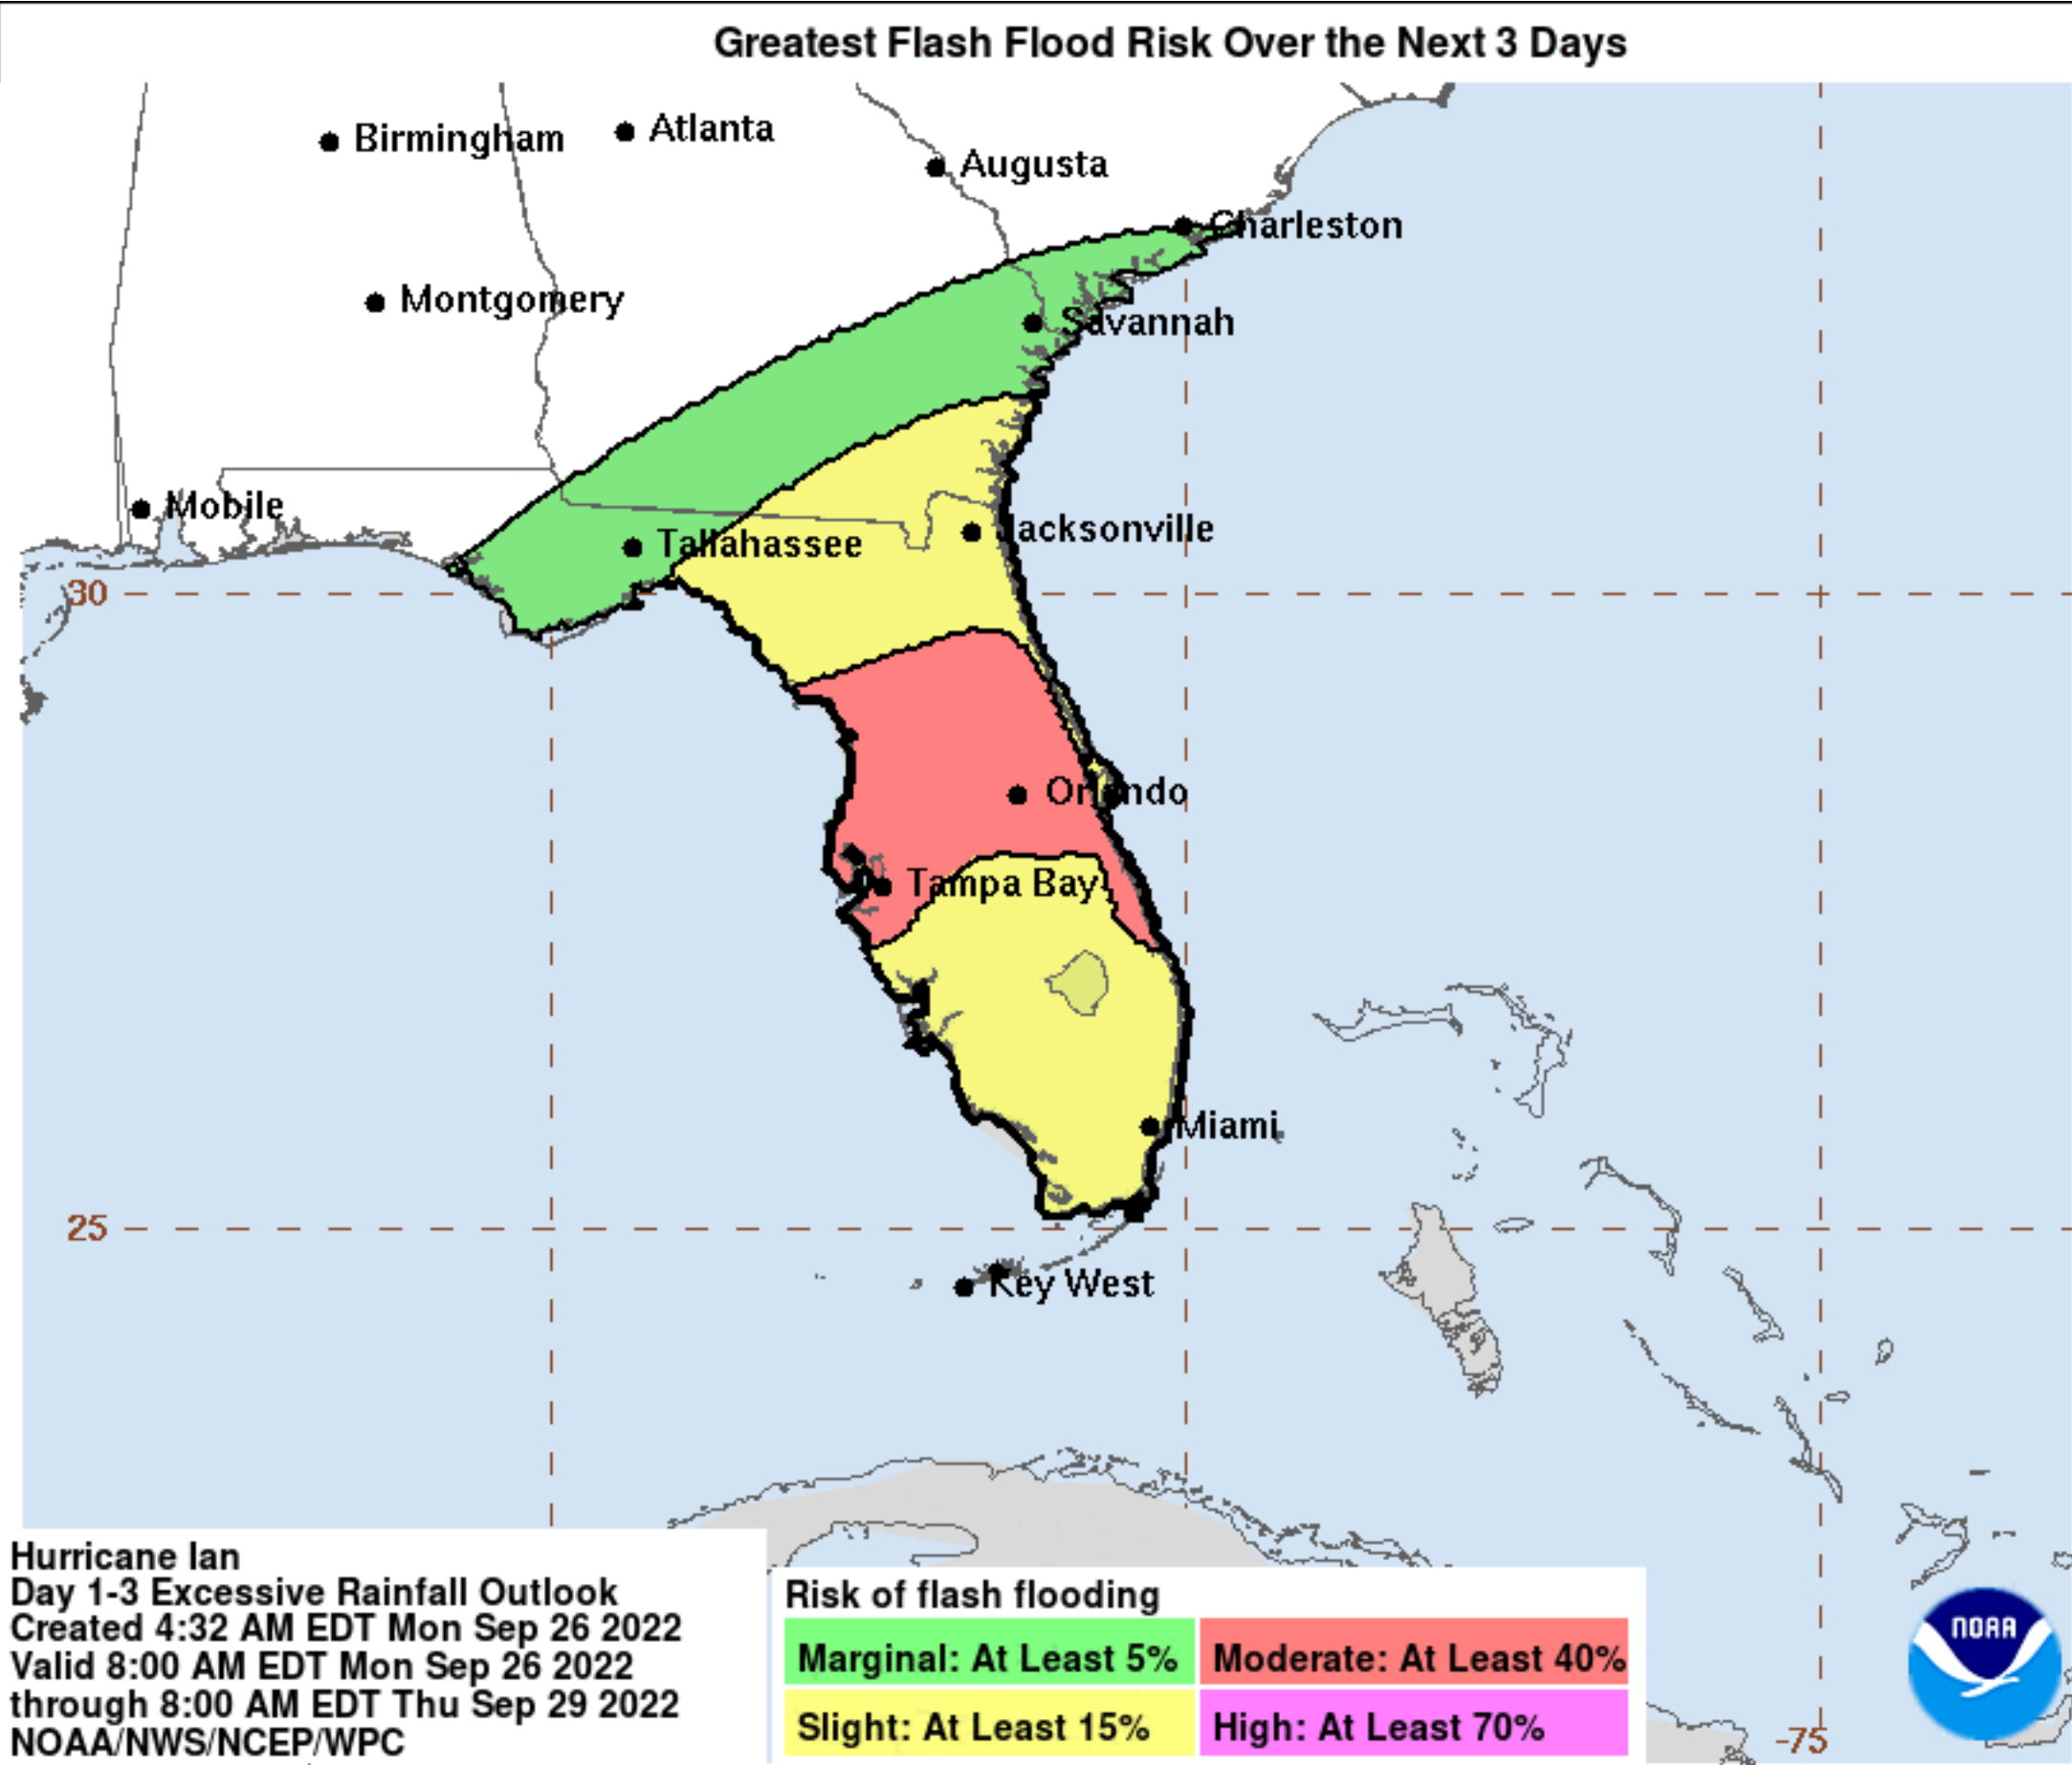 Greatest Flash Flood Risk Over the Next 3 Days
Birmingham
Atlanta
Augusta
Charleston
Montgomery
Savannah
Mobile
Tallahassee
Jacksonville
30
Orlando
Tampa Bay
Miami
25
Key West
Hurricane Ian
Day 1-3 Excessive Rainfall Outlook
Created 4:32 AM EDT Mon Sep 26 2022
Valid 8:00 AM EDT Mon Sep 26 2022
through 8:00 AM EDT Thu Sep 29 2022
NOAA/NWS/NCEP/WPC
Risk of flash flooding
Marginal: At Least 5%
Moderate: At Least 40%
Slight: At Least 15%
High: At Least 70%
NOAA
-75